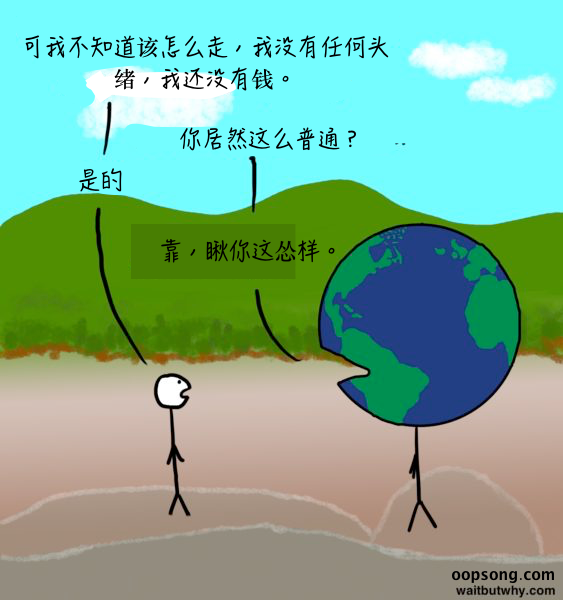 可我不知道该怎么走，我没有任何头
绪，我还没有钱。
你居然这么普通？
是的
靠，瞅你这怂样。
oopsong.com
waitbutwhy.com